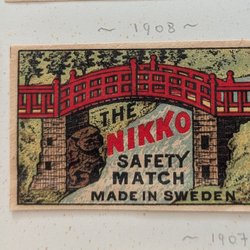 ~ 1908 ~
THE
NIKKO
SAFETY
MATCH
MADE IN SWEDEN
~ 1907